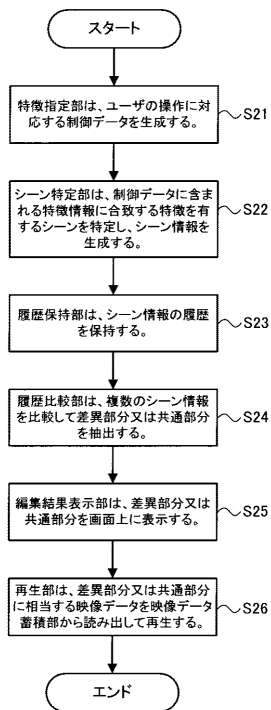 スタート
特徴指定部は、ユーザの操作に対
応する制御データを生成する。
S21
シーン特定部は、制御データに含ま
れる特徴情報に合致する特徴を有
するシーンを特定し、シーン情報を
生成する。
S22
履歴保持部は、シーン情報の履歴
を保持する。
S23
履歴比較部は、複数のシーン情報
を比較して差異部分又は共通部分
を抽出する。
S24
編集結果表示部は、差異部分又は
共通部分を画面上に表示する。
S25
再生部は、差異部分又は共通部分
に相当する映像データを映像データ
蓄積部から読み出して再生する。
S26
エンド